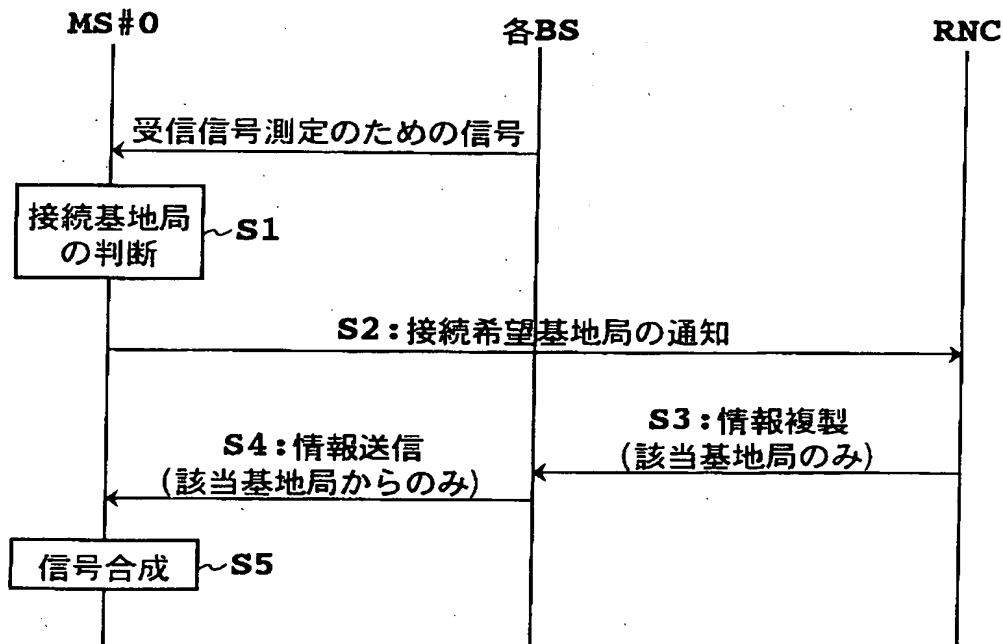 MS#0
各BS
RNC
受信信号測定のための信号
接続基地局
の判断
S1
S2:接続希望基地局の通知
S3:情報複製
(該当基地局のみ)
S4:情報送信
(該当基地局からのみ)
信号合成
S5